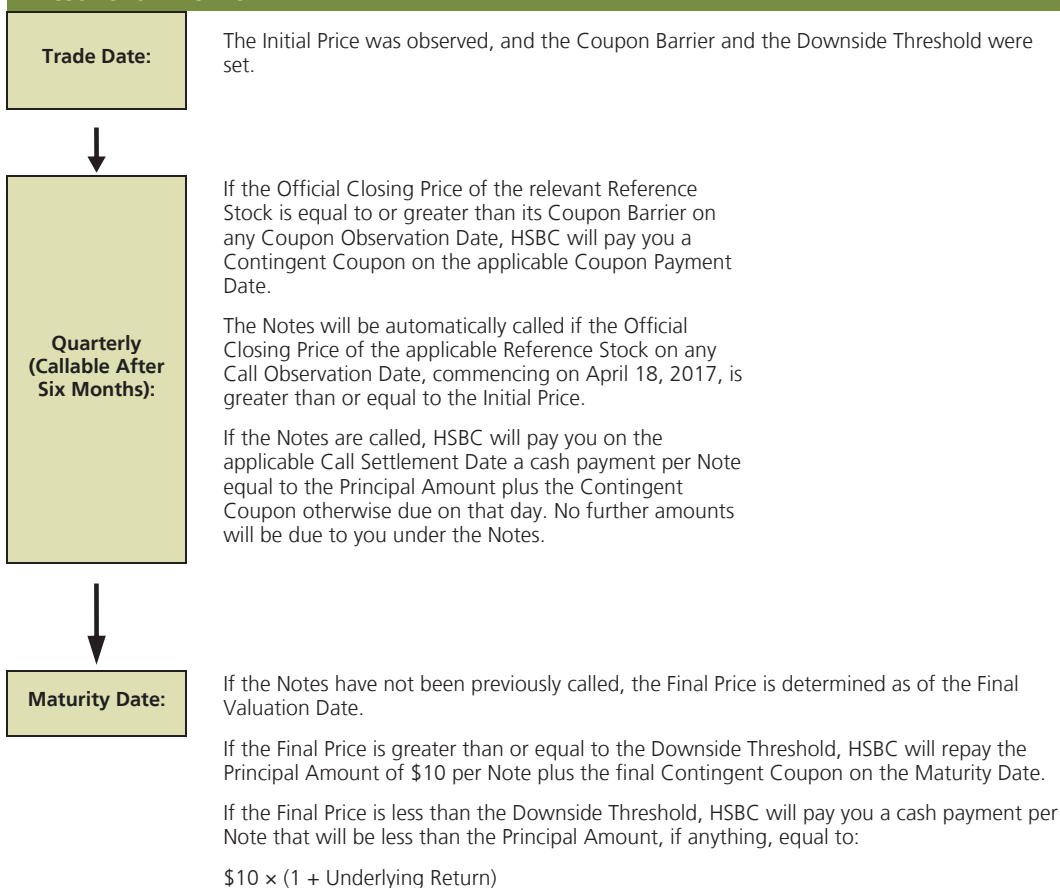 Trade Date:
The Initial Price was observed, and the Coupon Barrier and the Downside Threshold were
set.
Quarterly
(Callable After
Six Months):
If the Official Closing Price of the relevant Reference
Stock is equal to or greater than its Coupon Barrier on
any Coupon Observation Date, HSBC will pay you a
Contingent Coupon on the applicable Coupon Payment
Date.
The Notes will be automatically called if the Official
Closing Price of the applicable Reference Stock on any
Call Observation Date, commencing on April 18, 2017, is
greater than or equal to the Initial Price.
If the Notes are called, HSBC will pay you on the
applicable Call Settlement Date a cash payment per Note
equal to the Principal Amount plus the Contingent
Coupon otherwise due on that day. No further amounts
will be due to you under the Notes.
Maturity Date:
If the Notes have not been previously called, the Final Price is determined as of the Final
Valuation Date.
If the Final Price is greater than or equal to the Downside Threshold, HSBC will repay the
Principal Amount of $10 per Note plus the final Contingent Coupon on the Maturity Date.
If the Final Price is less than the Downside Threshold, HSBC will pay you a cash payment per
Note that will be less than the Principal Amount, if anything, equal to:
$10 × (1 + Underlying Return)